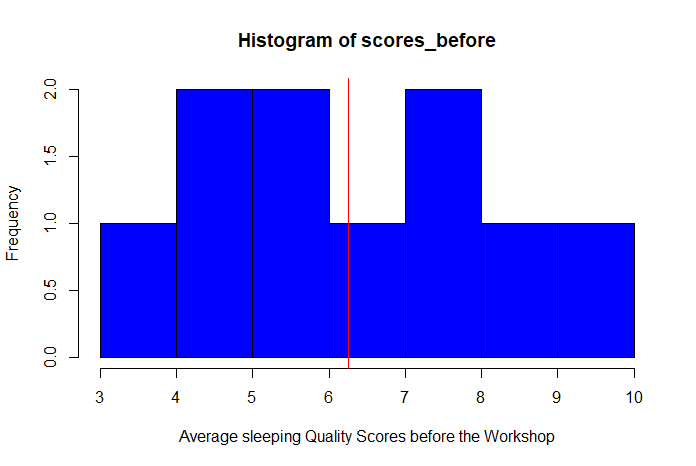 Histogram of scores_before
Frequency
2.0
1.5
1.0
0.5
0.0
3 4 5 6 7 8 9 10
Average sleeping Quality Scores before the Workshop